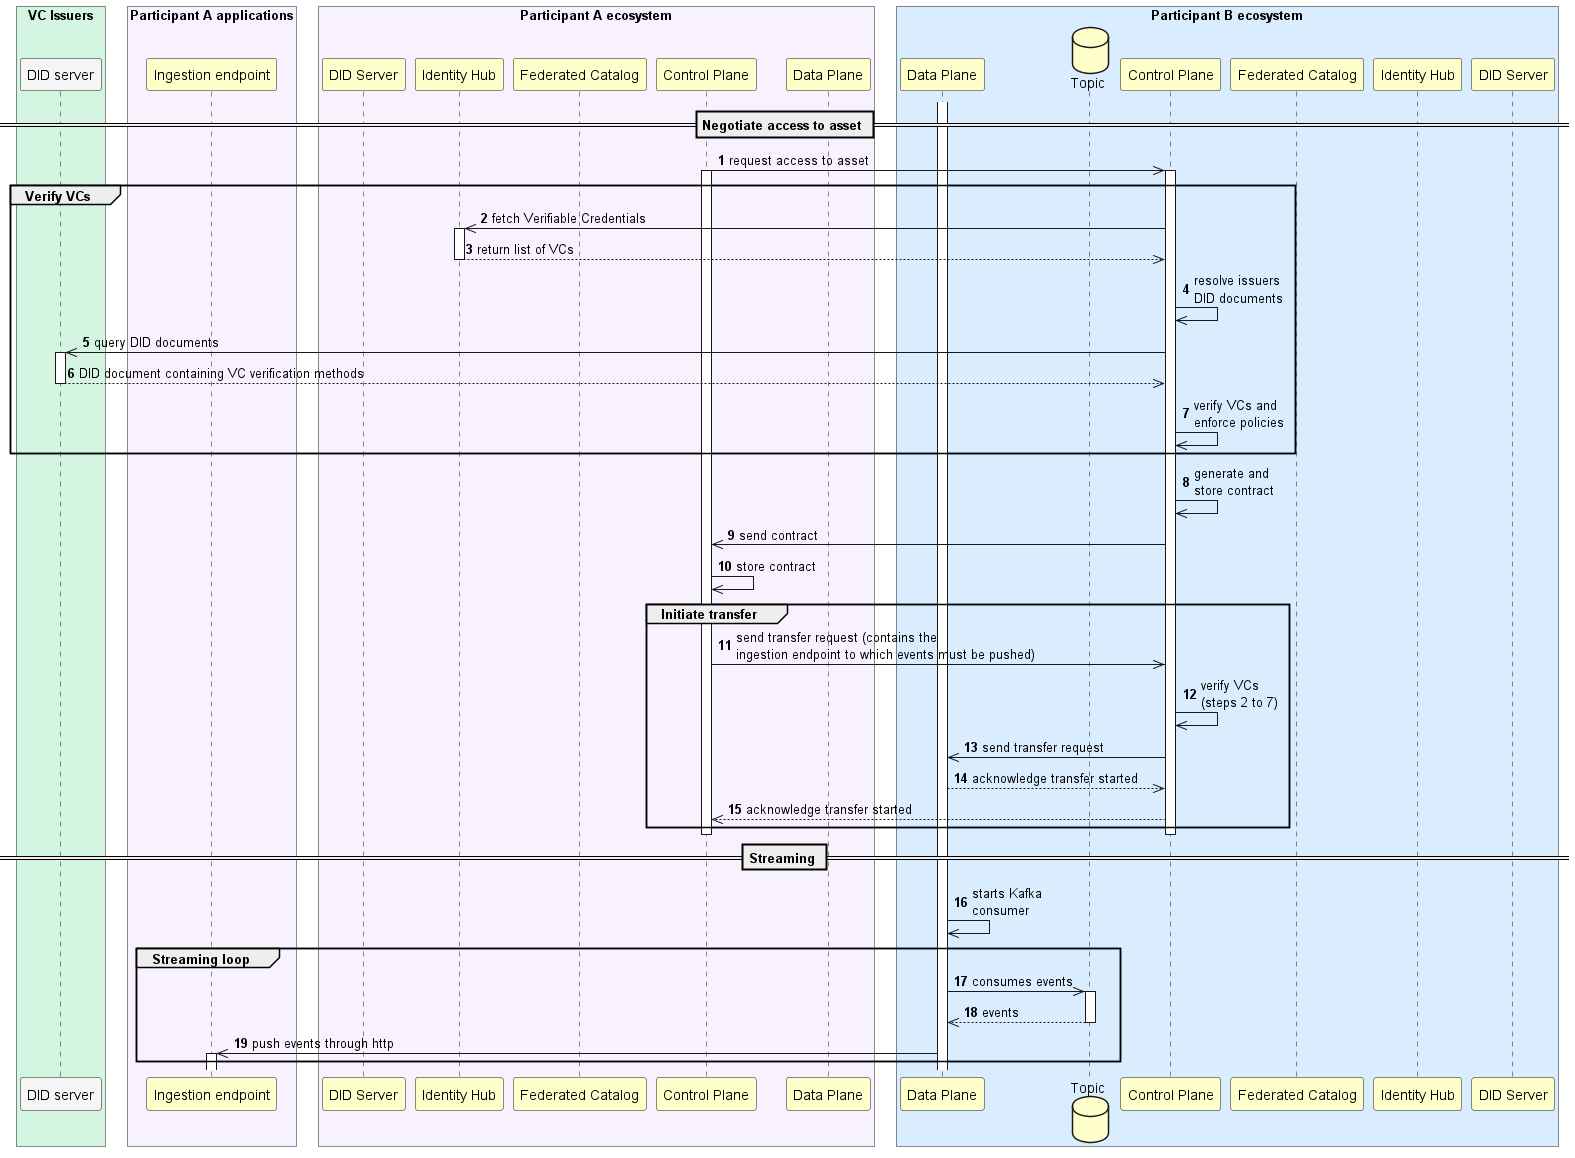 VC Issuers
Participant A applications
Participant A ecosystem
Participant B ecosystem
DID server
Ingestion endpoint
DID Server
Identity Hub
Federated Catalog
Control Plane
Data Plane
Data Plane
Topic
Control Plane
Federated Catalog
Identity Hub
DID Server
Negotiate access to asset
1 request access to asset
Verify VCs
2 fetch Verifiable Credentials
3 return list of VCs
4 resolve issuers
DID documents
5 query DID documents
6 DID document containing VC verification methods
7 verify VCs and
enforce policies
8 generate and
store contract
9 send contract
10 store contract
Initiate transfer
11 send transfer request (contains the
ingestion endpoint to which events must be pushed)
12 verify VCs
(steps 2 to 7)
13 send transfer request
14 acknowledge transfer started
15 acknowledge transfer started
Streaming
16 starts Kafka
consumer
Streaming loop
17 consumes events
18 events
19 push events through http
DID server
Ingestion endpoint
DID Server
Identity Hub
Federated Catalog
Control Plane
Data Plane
Data Plane
Topic
Control Plane
Federated Catalog
Identity Hub
DID Server